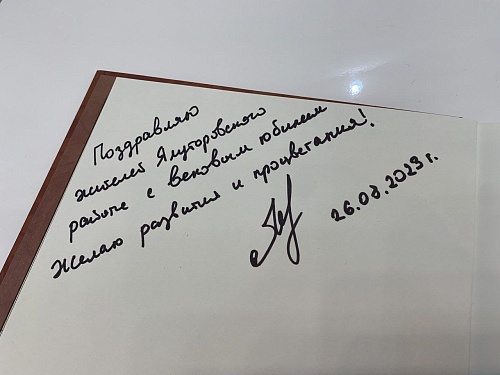 Поздравляю
жителей Ялуторовского
района с вековым юбилеем
Желаю развития и процветания!
26.08.2023 г.